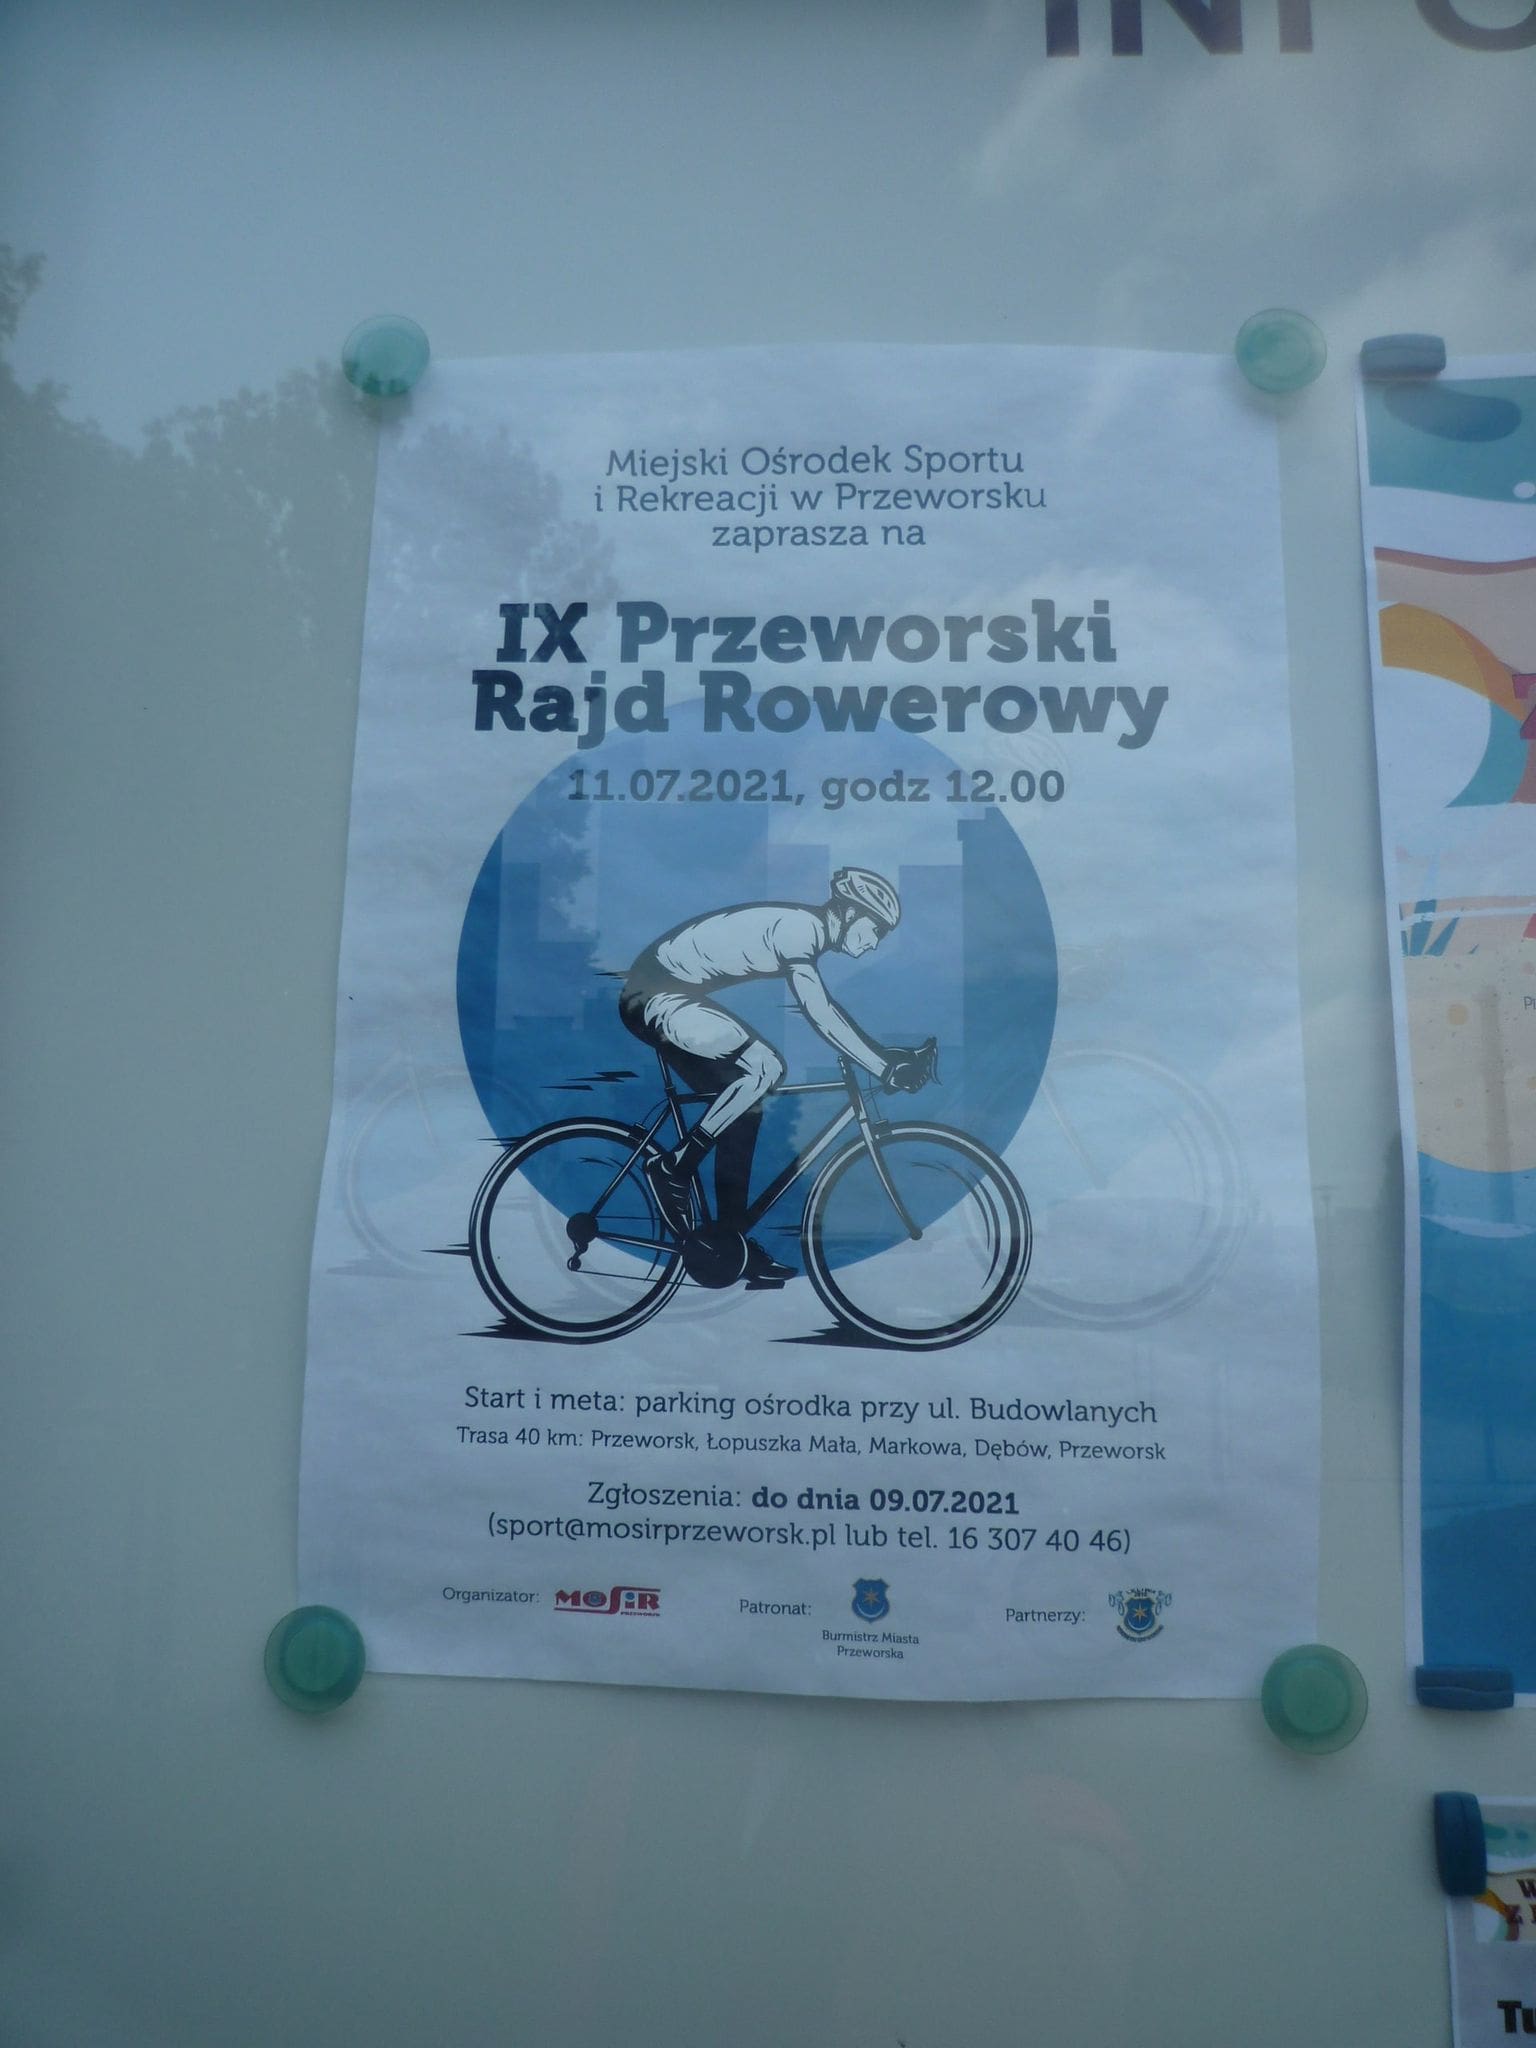 INFO
Miejski Ośrodek Sportu
i Rekreacji w Przeworsku
zaprasza na
IX Przeworski
Rajd Rowerowy
11.07.2021, godz 12.00
Start i meta: parking ośrodka przy ul. Budowlanych
Trasa 40 km: Przeworsk, Łopuszka Mała, Markowa, Dębów, Przeworsk
Zgłoszenia: do dnia 09.07.2021
(sport@mosirprzeworsk.pl lub tel. 16 307 40 46)
Organizator: MOSiR PRZEWORSK
Patronat:
Burmistrz Miasta
Przeworska
Partnerzy: